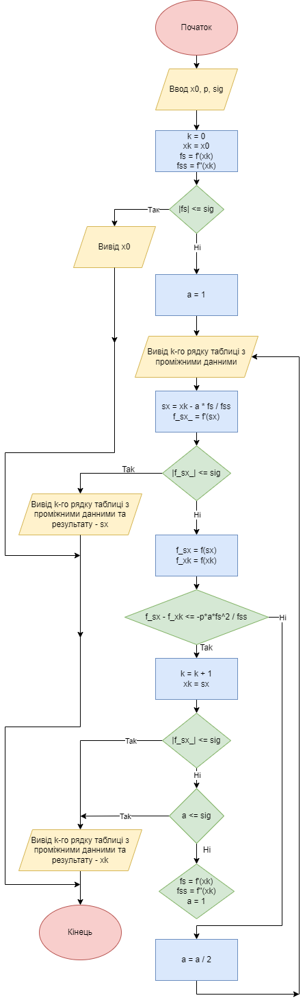 Початок
Ввод x0, p, sig
k = 0
xk = x0
fs = f'(xk)
fss = f''(xk)
|fs| <= sig
Так
Ні
Вивід x0
a = 1
Вивід k-го рядку таблиці з
проміжними данними
sx = xk - a * fs / fss
f_sx_ = f'(sx)
|f_sx_| <= sig
Tak
Ні
Вивід k-го рядку таблиці з
проміжними данними та
результату - sx
f_sx = f(sx)
f_xk = f(xk)
f_sx - f_xk <= -p*a*fs^2 / fss
Ні
Tak
k = k + 1
xk = sx
|f_sx_| <= sig
Tak
Ні
a <= sig
Tak
Ні
Вивід k-го рядку таблиці з
проміжними данними та
результату - xk
fs = f'(xk)
fss = f''(xk)
a = 1
Кінець
a = a / 2